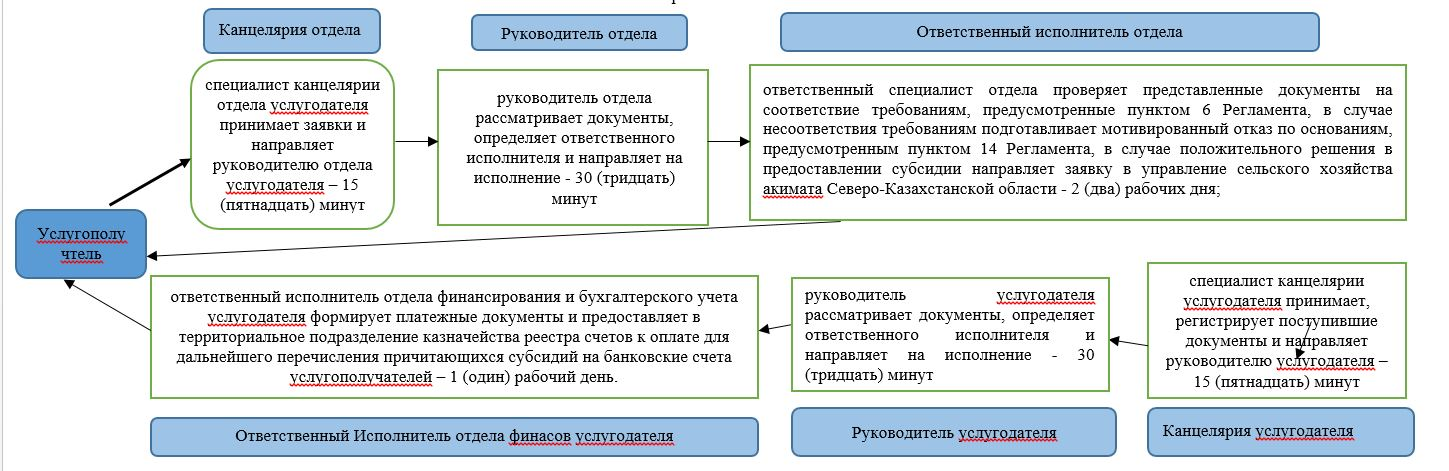 Канцелярия отдела
Руководитель отдела
Ответственный исполнитель отдела
специалист канцелярии
отдела услугодателя
принимает заявки и
направляет
руководителю отдела
услугодателя – 15
(пятнадцать) минут
руководитель отдела
рассматривает документы,
определяет ответственного
исполнителя и направляет на
исполнение - 30 (тридцать)
минут
ответственный специалист отдела проверяет представленные документы на
соответствие требованиям, предусмотренные пунктом 6 Регламента, в случае
несоответствия требованиям подготавливает мотивированный отказ по основаниям,
предусмотренным пунктом 14 Регламента, в случае положительного решения в
предоставлении субсидии направляет заявку в управление сельского хозяйства
акимата Северо-Казахстанской области - 2 (два) рабочих дня;
Услугополу
чтель
ответственный исполнитель отдела финансирования и бухгалтерского учета
услугодателя формирует платежные документы и предоставляет в
территориальное подразделение казначейства реестра счетов к оплате для
дальнейшего перечисления причитающихся субсидий на банковские счета
услугополучателей – 1 (один) рабочий день.
руководитель услугодателя
рассматривает документы, определяет
ответственного исполнителя и
направляет на исполнение - 30
(тридцать) минут
специалист канцелярии
услугодателя принимает,
регистрирует поступившие
документы и направляет
руководителю услугодателя –
15 (пятнадцать) минут
Ответственный Исполнитель отдела финасов услугодателя
Руководитель услугодателя
Канцелярия услугодателя